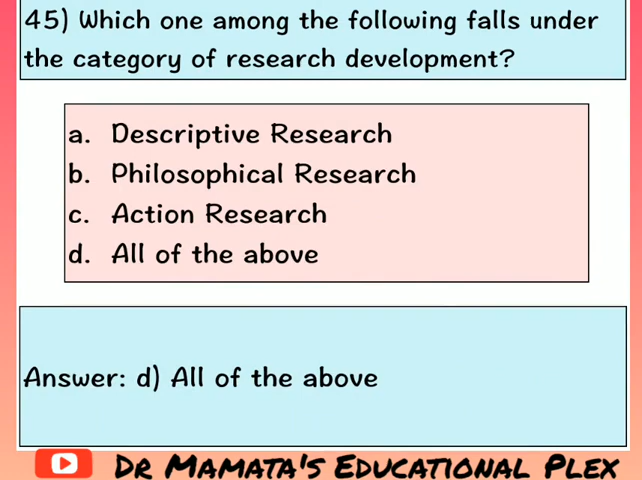 45) Which one among the following falls under
the category of research development?
a. Descriptive Research
b. Philosophical Research
c. Action Research
d. All of the above
Answer: d) All of the above
DR MAMATA'S EDUCATIONAL PLEX